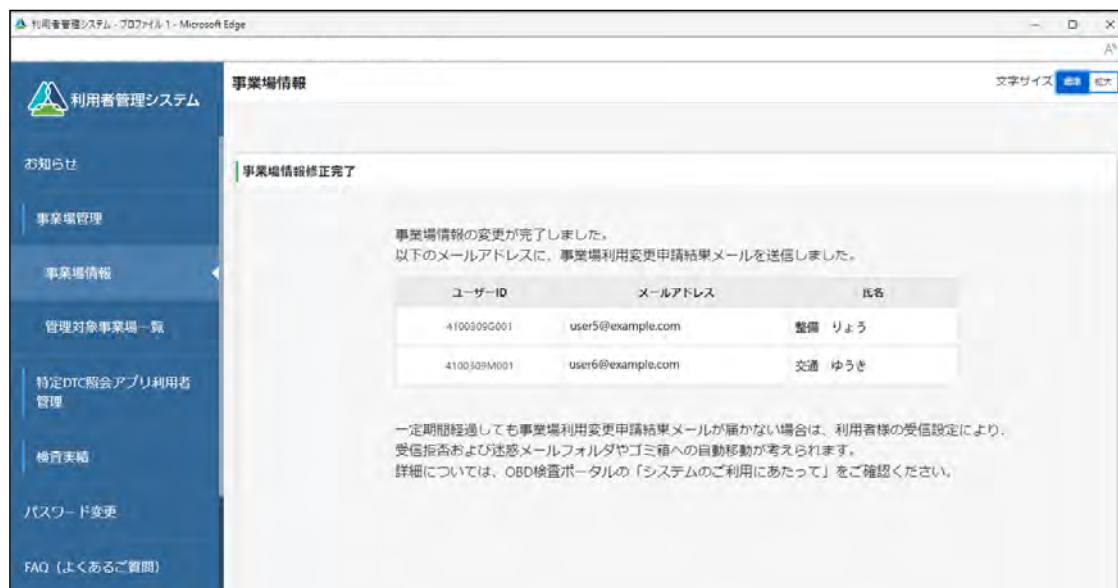 利用者管理システム - プロファイル 1 - Microsoft Edge
利用者管理システム
お知らせ
事業場管理
事業場情報
管理対象事業場一覧
特定DTC照会アプリ利用者
管理
検査実績
パスワード変更
FAQ（よくあるご質問）
事業場情報
文字サイズ 標準 拡大
事業場情報修正完了
事業場情報の変更が完了しました。
以下のメールアドレスに、事業場利用変更申請結果メールを送信しました。
ユーザーID メールアドレス 氏名
4100309G001 user5@example.com 整備　りょう
4100309M001 user6@example.com 交通　ゆうき
一定期間経過しても事業場利用変更申請結果メールが届かない場合は、利用者様の受信設定により、
受信拒否および迷惑メールフォルダやゴミ箱への自動移動が考えられます。
詳細については、OBD検査ポータルの「システムのご利用にあたって」をご確認ください。